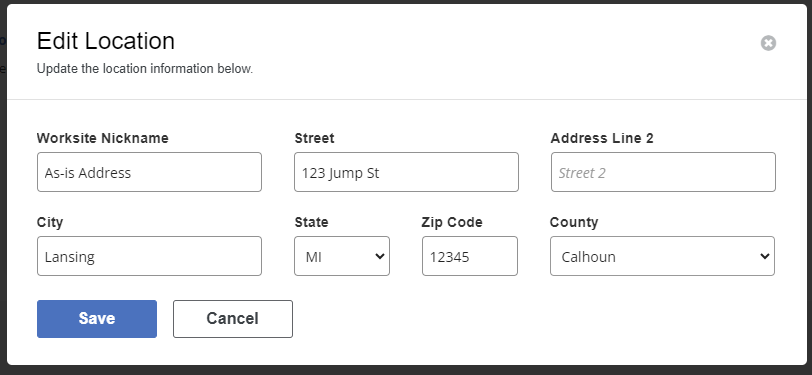 Edit Location
Update the location information below.
Worksite Nickname Street Address Line 2
As-is Address 123 Jump St Street 2
City State Zip Code County
Lansing MI 12345 Calhoun
Save Cancel